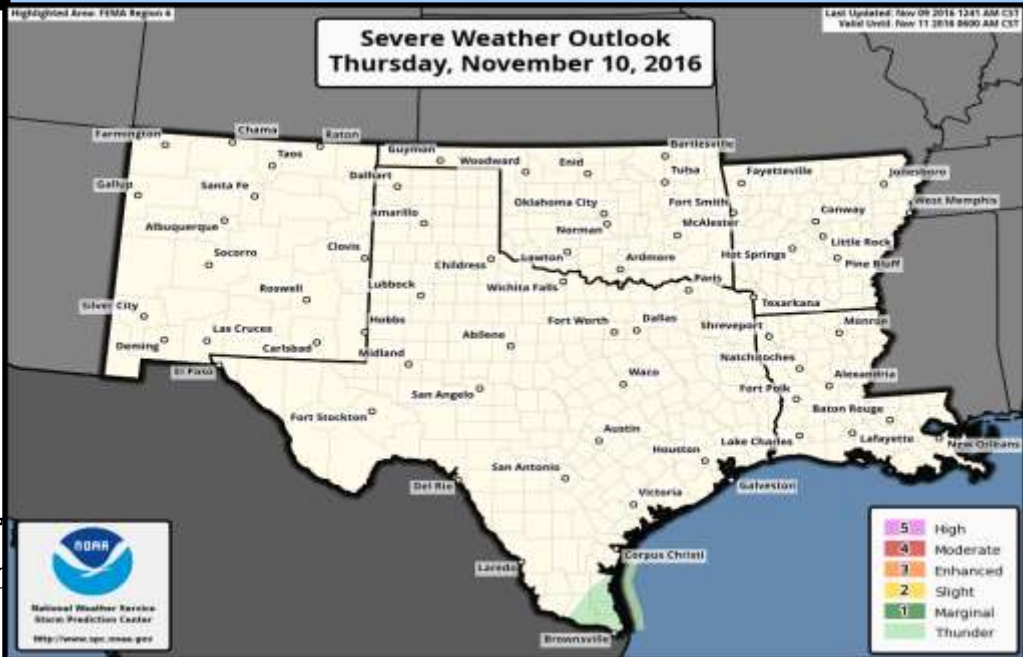 Highlighted Area: FEMA Region 6
Last Updated: Nov 09 2016 1241 AM CST
Valid Until: Nov 11 2016 0600 AM CST
Severe Weather Outlook
Thursday, November 10, 2016
Farmington
Chama
Raton
Guymon
Bartlesville
Taos
Woodward
Enid
Tulsa
Fayetteville
Jonesboro
Gallup
Santa Fe
Dalhart
Oklahoma City
Fort Smith
West Memphis
Albuquerque
Amarillo
Norman
McAlester
Conway
Socorro
Clovis
Childress
Lawton
Ardmore
Hot Springs
Little Rock
Pine Bluff
Roswell
Lubbock
Wichita Falls
Paris
Texarkana
Silver City
Las Cruces
Hobbs
Abilene
Fort Worth
Dallas
Shreveport
Monroe
Deming
Carlsbad
Midland
Natchitoches
El Paso
San Angelo
Waco
Fort Polk
Alexandria
Fort Stockton
Austin
Baton Rouge
Houston
Lake Charles
Lafayette
New Orleans
San Antonio
Del Rio
Galveston
Victoria
Laredo
Corpus Christi
Brownsville
NOAA
National Weather Service
Storm Prediction Center
http://www.spc.noaa.gov
5 High
4 Moderate
3 Enhanced
2 Slight
1 Marginal
Thunder